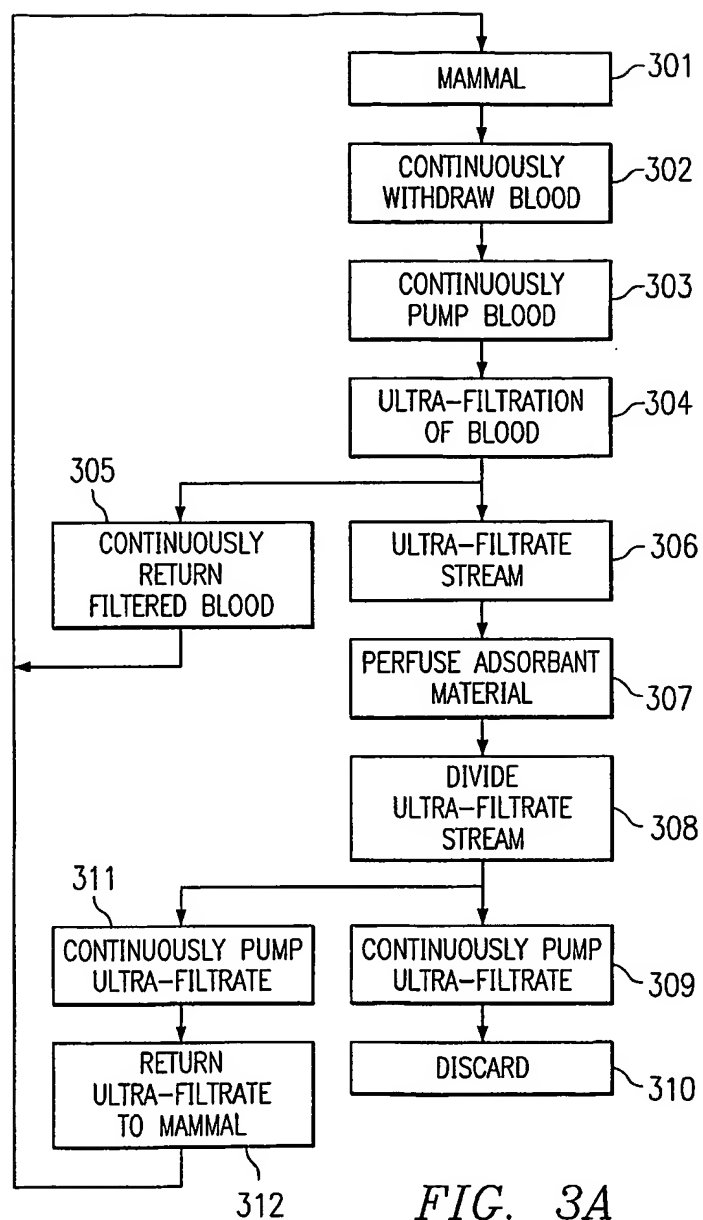 MAMMAL
301
CONTINUOUSLY
WITHDRAW BLOOD
302
CONTINUOUSLY
PUMP BLOOD
303
ULTRA-FILTRATION
OF BLOOD
304
305
CONTINUOUSLY
RETURN
FILTERED BLOOD
ULTRA-FILTRATE
STREAM
306
PERFUSE ADSORBANT
MATERIAL
307
DIVIDE
ULTRA-FILTRATE
STREAM
308
311
CONTINUOUSLY PUMP
ULTRA-FILTRATE
CONTINUOUSLY PUMP
ULTRA-FILTRATE
309
RETURN
ULTRA-FILTRATE
TO MAMMAL
312
DISCARD
310
FIG. 3A